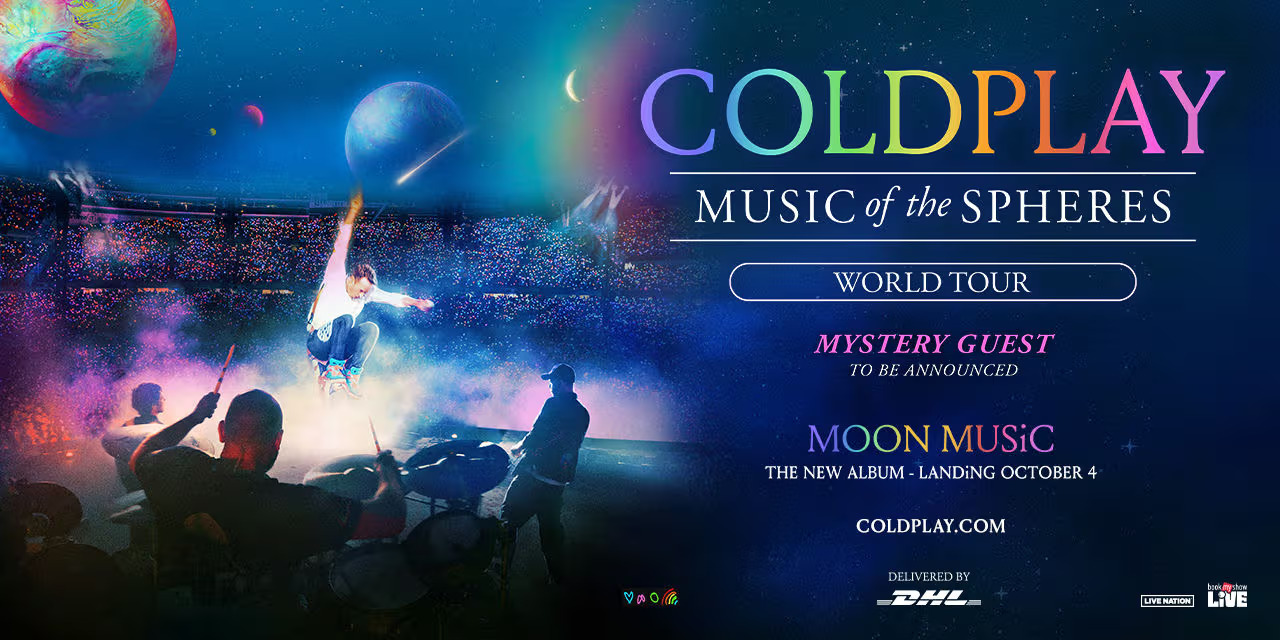 COLDPLAY
MUSIC of the SPHERES
WORLD TOUR
MYSTERY GUEST
TO BE ANNOUNCED
MOON MUSiC
THE NEW ALBUM - LANDiNG OCTOBER 4
COLDPLAY.COM
DELIVERED BY
DHL
LIVE NATION
book my show
LiVE